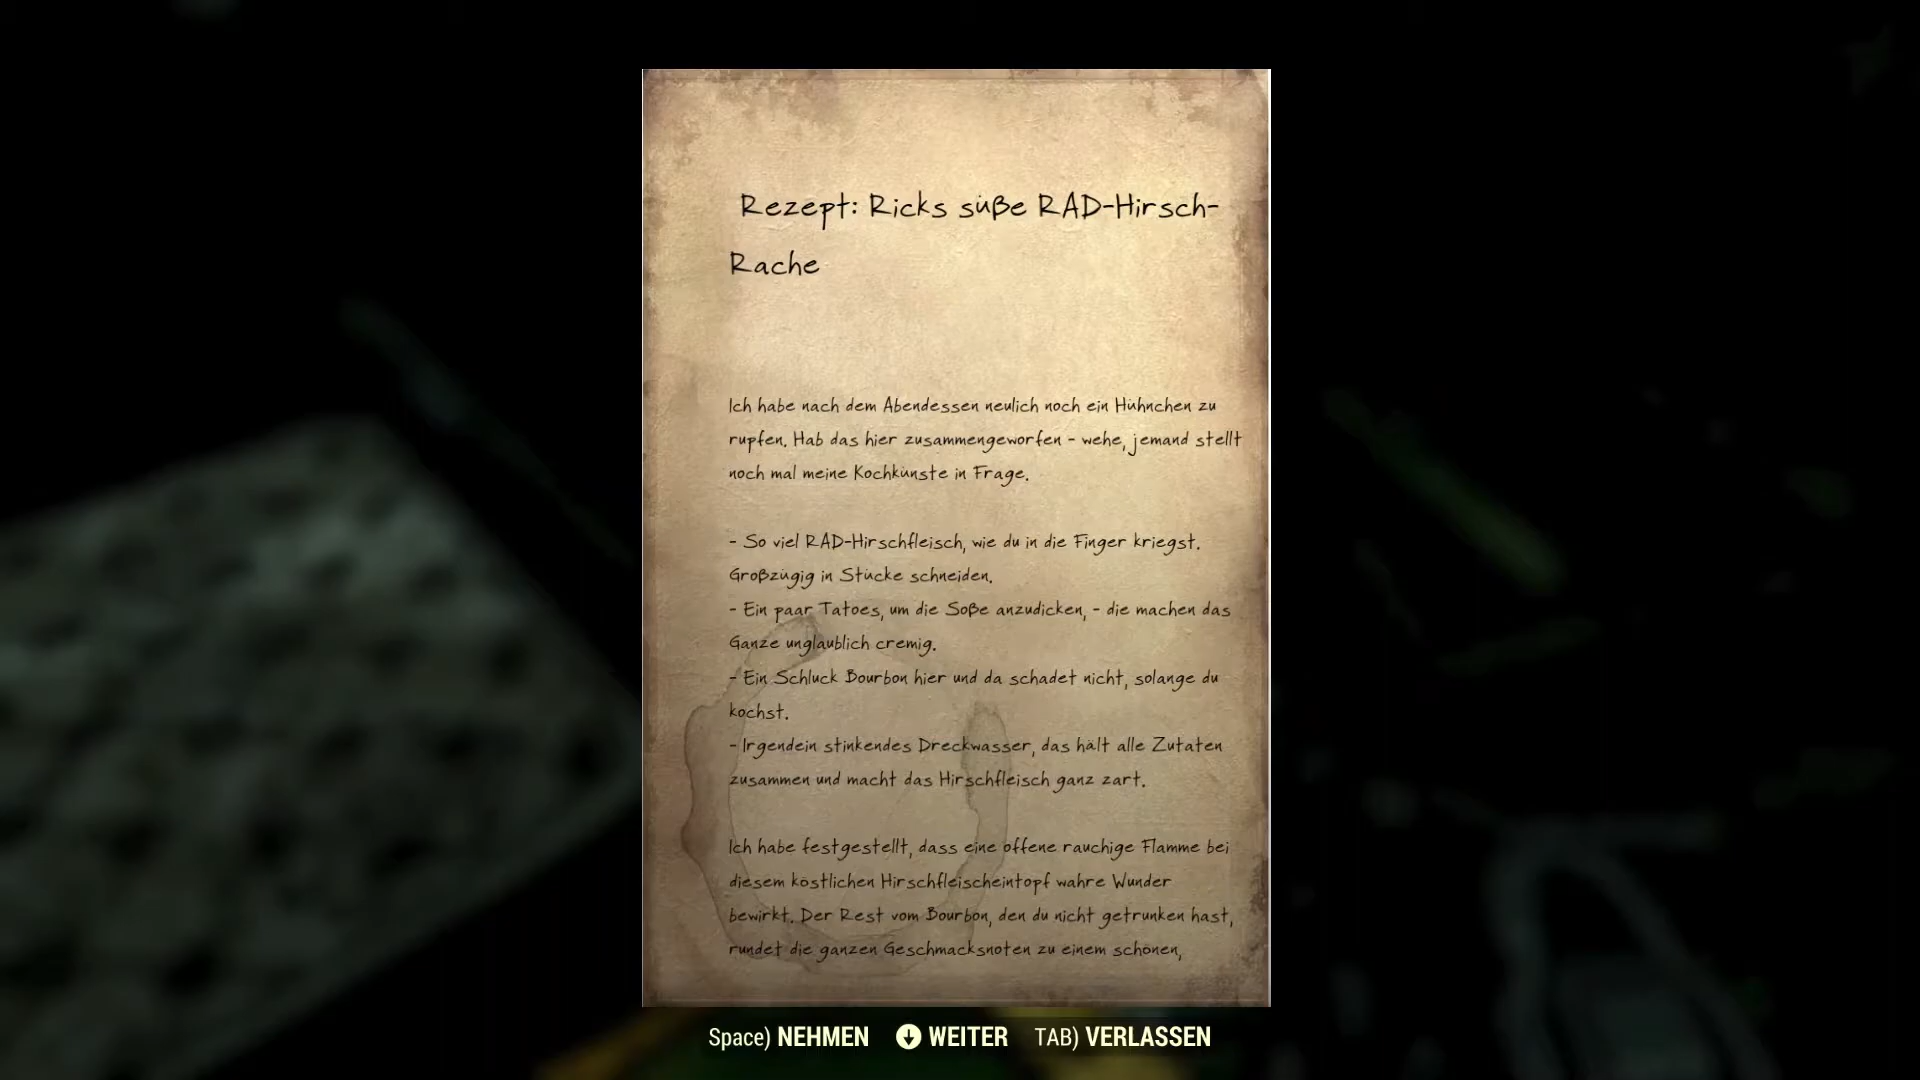 Rezept: Ricks süße RAD-Hirsch-
Rache
Ich habe nach dem Abendessen neulich noch ein Hühnchen zu
rupfen. Hab das hier zusammengeworfen - wehe, jemand stellt
noch mal meine Kochkünste in Frage.
- So viel RAD-Hirschfleisch, wie du in die Finger kriegst.
Großzügig in Stücke schneiden.
- Ein paar Tatoes, um die Soße anzudicken, - die machen das
Ganze unglaublich cremig.
- Ein Schluck Bourbon hier und da schadet nicht, solange du
kochst.
- Irgendein stinkendes Dreckwasser, das hält alle Zutaten
zusammen und macht das Hirschfleisch ganz zart.
Ich habe festgestellt, dass eine offene rauchige Flamme bei
diesem köstlichen Hirschfleischeintopf wahre Wunder
bewirkt. Der Rest vom Bourbon, den du nicht getrunken hast,
rundet die ganzen Geschmacksnoten zu einem schönen,
Space) NEHMEN WEITER TAB) VERLASSEN